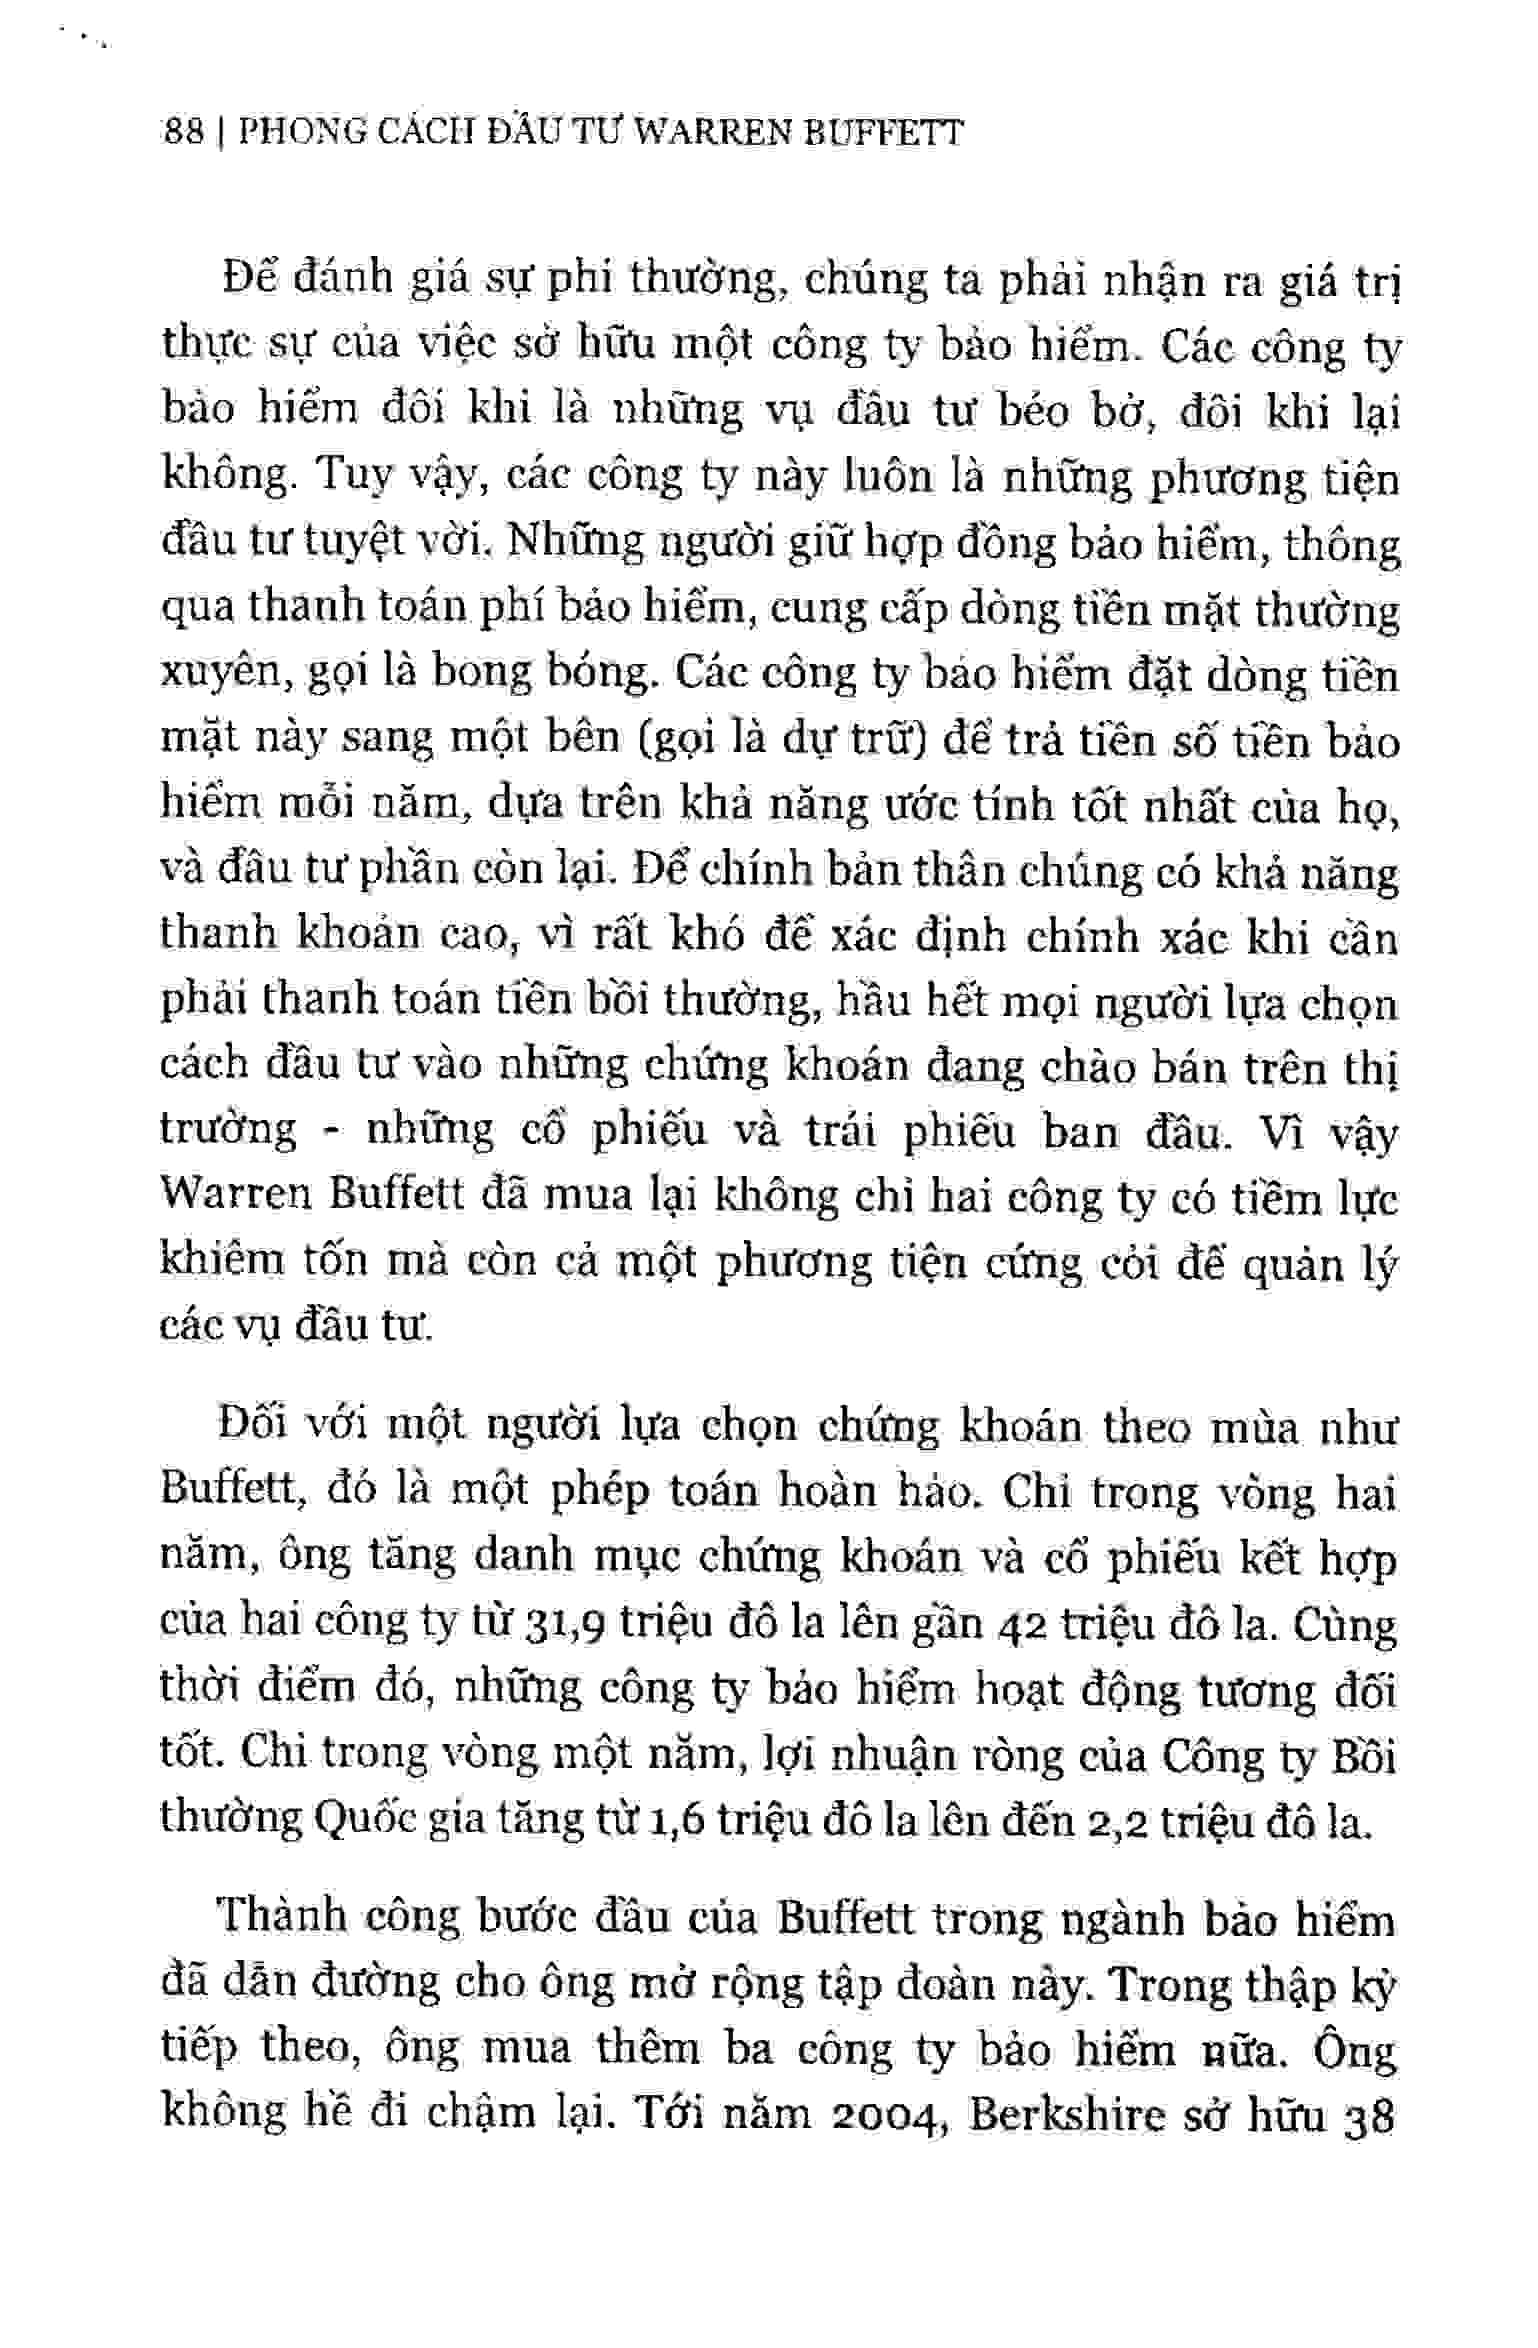 88 | PHONG CÁCH ĐẦU TƯ WARREN BUFFETT
Để đánh giá sự phi thường, chúng ta phải nhận ra giá trị
thực sự của việc sở hữu một công ty bảo hiểm. Các công ty
bảo hiểm đôi khi là những vụ đầu tư béo bở, đôi khi lại
không. Tuy vậy, các công ty này luôn là những phương tiện
đầu tư tuyệt vời. Những người giữ hợp đồng bảo hiểm, thông
qua thanh toán phí bảo hiểm, cung cấp dòng tiền mặt thường
xuyên, gọi là bong bóng. Các công ty bảo hiểm đặt dòng tiền
mặt này sang một bên (gọi là dự trữ) để trả tiền số tiền bảo
hiểm mỗi năm, dựa trên khả năng ước tính tốt nhất của họ,
và đầu tư phần còn lại. Để chính bản thân chúng có khả năng
thanh khoản cao, vì rất khó để xác định chính xác khi cần
phải thanh toán tiền bồi thường, hầu hết mọi người lựa chọn
cách đầu tư vào những chứng khoán đang chào bán trên thị
trường - những cổ phiếu và trái phiếu ban đầu. Vì vậy
Warren Buffett đã mua lại không chỉ hai công ty có tiềm lực
khiêm tốn mà còn cả một phương tiện cứng cỏi để quản lý
các vụ đầu tư.
Đối với một người lựa chọn chứng khoán theo mùa như
Buffett, đó là một phép toán hoàn hảo. Chỉ trong vòng hai
năm, ông tăng danh mục chứng khoán và cổ phiếu kết hợp
của hai công ty từ 31,9 triệu đô la lên gần 42 triệu đô la. Cùng
thời điểm đó, những công ty bảo hiểm hoạt động tương đối
tốt. Chỉ trong vòng một năm, lợi nhuận ròng của Công ty Bồi
thường Quốc gia tăng từ 1,6 triệu đô la lên đến 2,2 triệu đô la.
Thành công bước đầu của Buffett trong ngành bảo hiểm
đã dẫn đường cho ông mở rộng tập đoàn này. Trong thập kỷ
tiếp theo, ông mua thêm ba công ty bảo hiểm nữa. Ông
không hề đi chậm lại. Tới năm 2004, Berkshire sở hữu 38